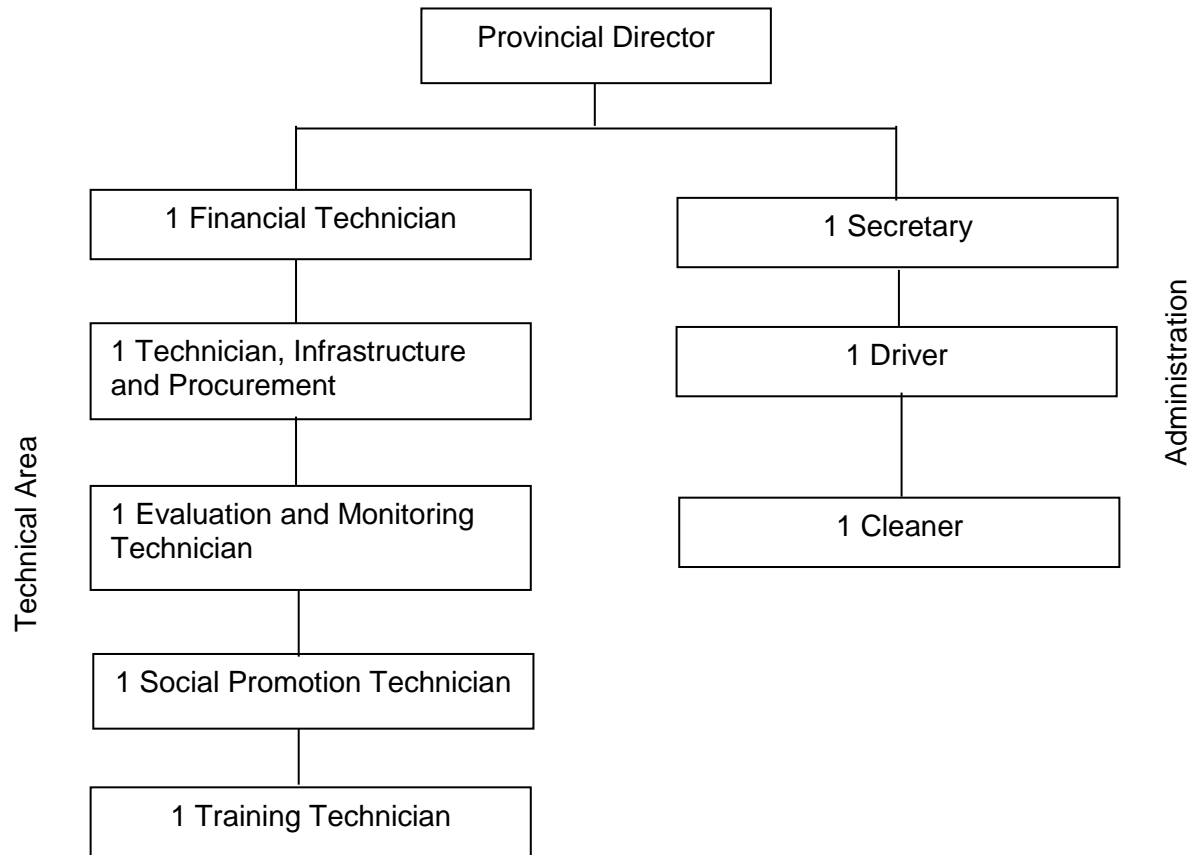 Provincial Director
1 Financial Technician
1 Technician, Infrastructure
and Procurement
1 Evaluation and Monitoring
Technician
1 Social Promotion Technician
1 Training Technician
Technical Area
1 Secretary
1 Driver
1 Cleaner
Administration